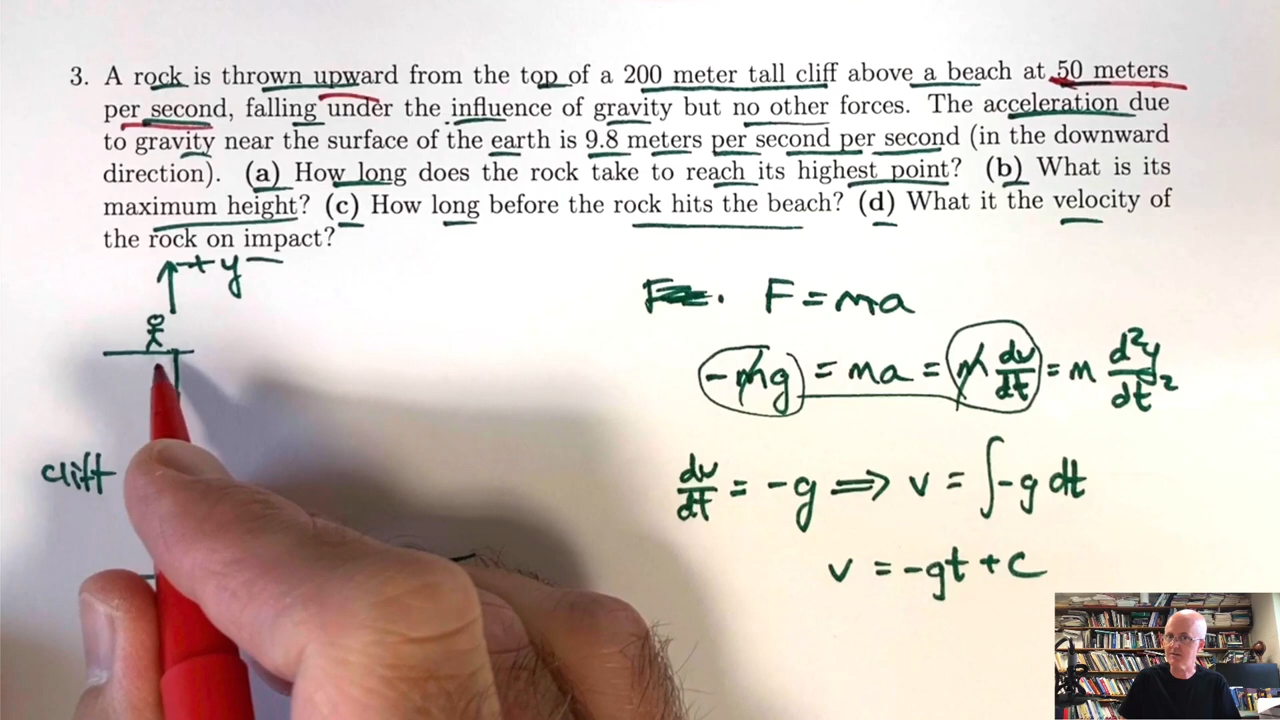 3. A rock is thrown upward from the top of a 200 meter tall cliff above a beach at 50 meters
per second, falling under the influence of gravity but no other forces. The acceleration due
to gravity near the surface of the earth is 9.8 meters per second per second (in the downward
direction). (a) How long does the rock take to reach its highest point? (b) What is its
maximum height? (c) How long before the rock hits the beach? (d) What it the velocity of
the rock on impact?
+y
cliff
F = ma
-mg = ma = m dv/dt = m d²y/dt²
dv/dt = -g ⟹ v = ∫-g dt
v = -gt + C